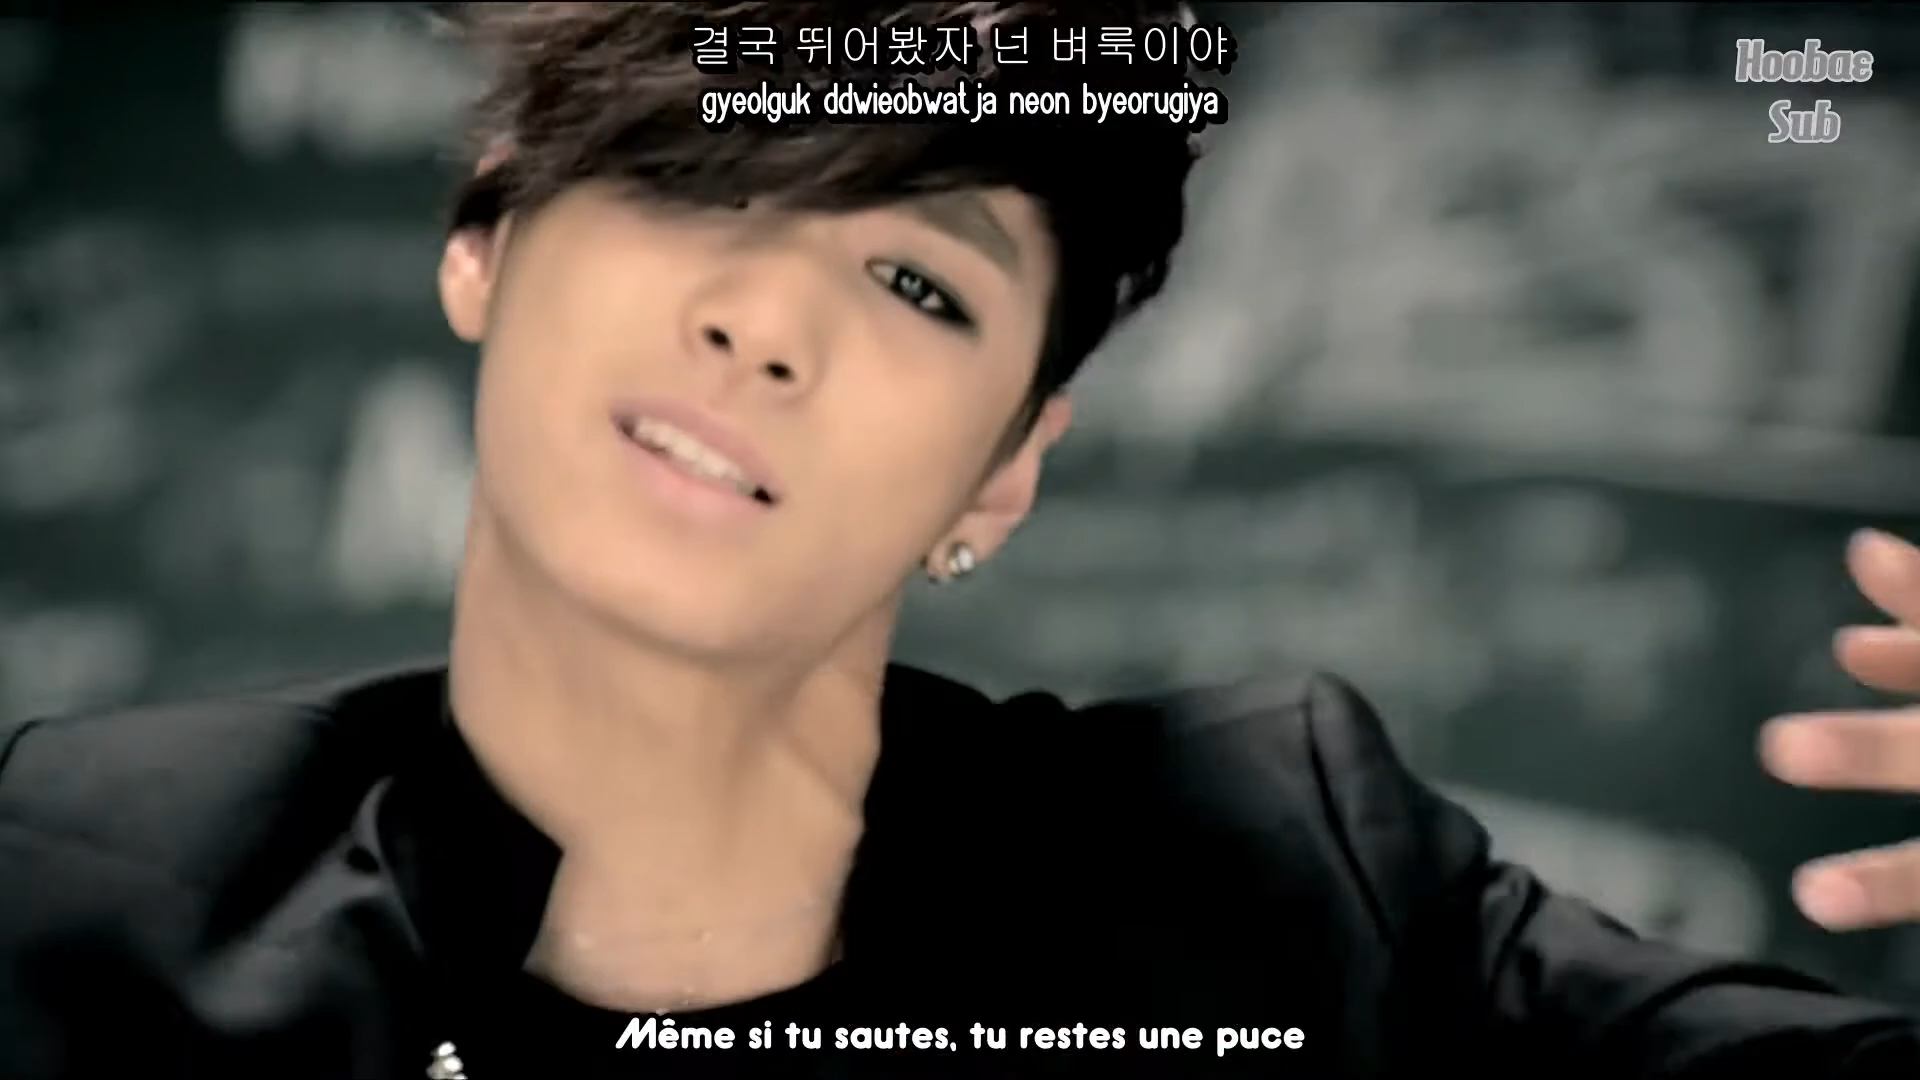 결국 뛰어봤자 넌 벼룩이야
gyeolguk ddwieobwatja neon byeorugiya
Hoobae
Sub
Même si tu sautes, tu restes une puce